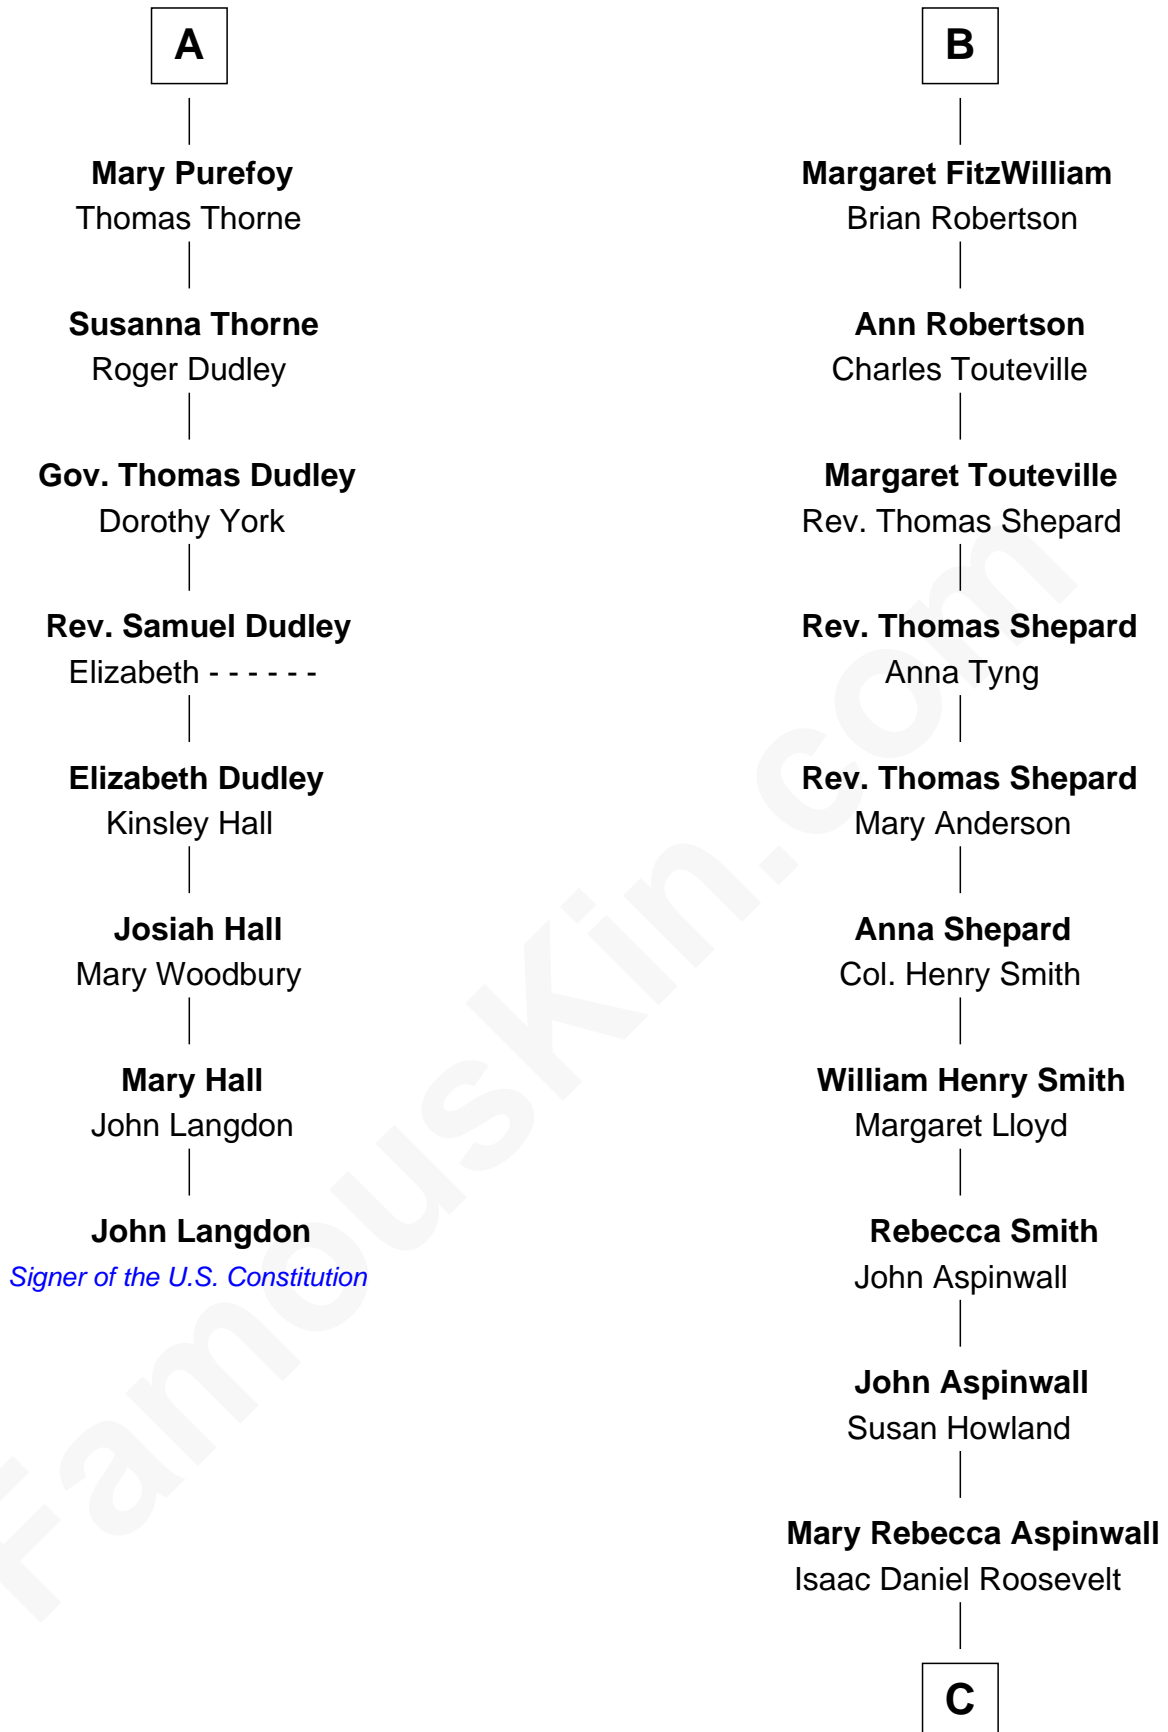 A
Mary Purefoy
Thomas Thorne
Susanna Thorne
Roger Dudley
Gov. Thomas Dudley
Dorothy York
Rev. Samuel Dudley
Elizabeth - - - - - -
Elizabeth Dudley
Kinsley Hall
Josiah Hall
Mary Woodbury
Mary Hall
John Langdon
John Langdon
Signer of the U.S. Constitution
B
Margaret FitzWilliam
Brian Robertson
Ann Robertson
Charles Touteville
Margaret Touteville
Rev. Thomas Shepard
Rev. Thomas Shepard
Anna Tyng
Rev. Thomas Shepard
Mary Anderson
Anna Shepard
Col. Henry Smith
William Henry Smith
Margaret Lloyd
Rebecca Smith
John Aspinwall
John Aspinwall
Susan Howland
Mary Rebecca Aspinwall
Isaac Daniel Roosevelt
C
FamousKin.com